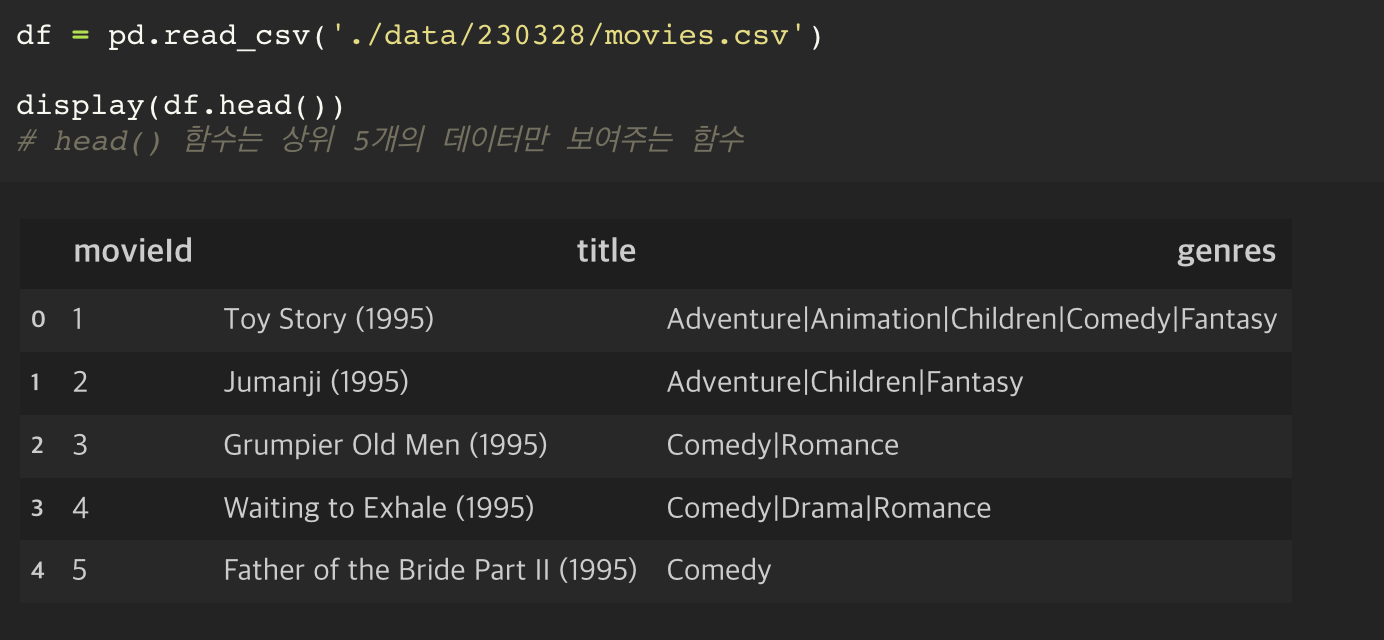 df = pd.read_csv('./data/230328/movies.csv')
display(df.head())
# head() 함수는 상위 5개의 데이터만 보여주는 함수
movieId title genres
0 1 Toy Story (1995) Adventure|Animation|Children|Comedy|Fantasy
1 2 Jumanji (1995) Adventure|Children|Fantasy
2 3 Grumpier Old Men (1995) Comedy|Romance
3 4 Waiting to Exhale (1995) Comedy|Drama|Romance
4 5 Father of the Bride Part II (1995) Comedy